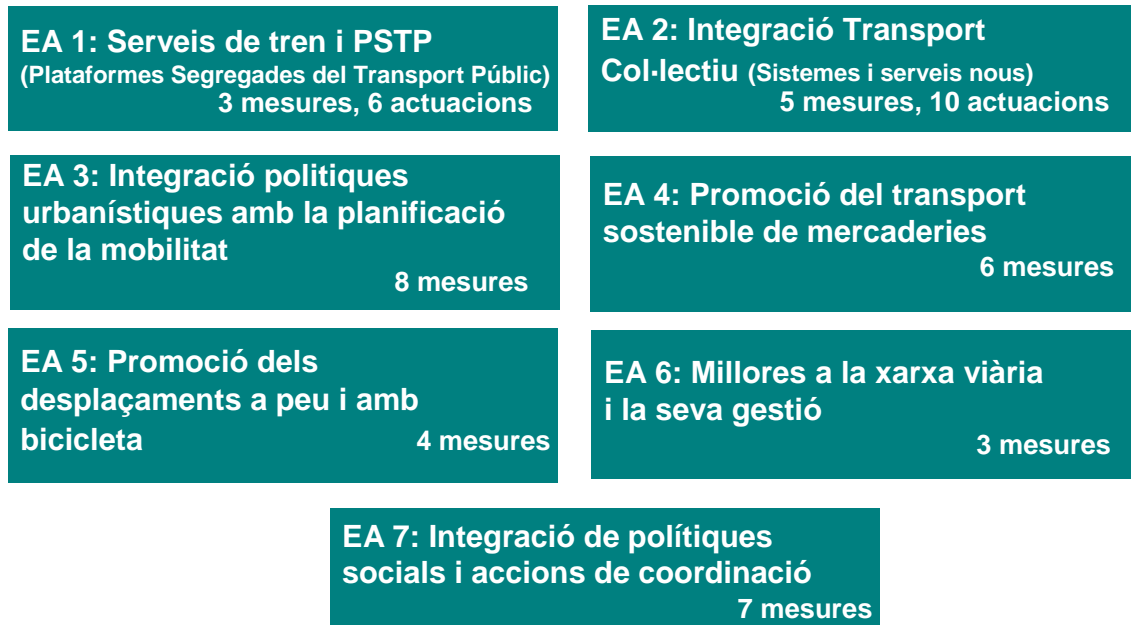 EA 1: Serveis de tren i PSTP
(Plataformes Segregades del Transport Públic)
3 mesures, 6 actuacions
EA 2: Integració Transport
Col·lectiu (Sistemes i serveis nous)
5 mesures, 10 actuacions
EA 3: Integració politiques
urbanístiques amb la planificació
de la mobilitat
8 mesures
EA 4: Promoció del transport
sostenible de mercaderies
6 mesures
EA 5: Promoció dels
desplaçaments a peu i amb
bicicleta 4 mesures
EA 6: Millores a la xarxa viària
i la seva gestió
3 mesures
EA 7: Integració de polítiques
socials i accions de coordinació
7 mesures